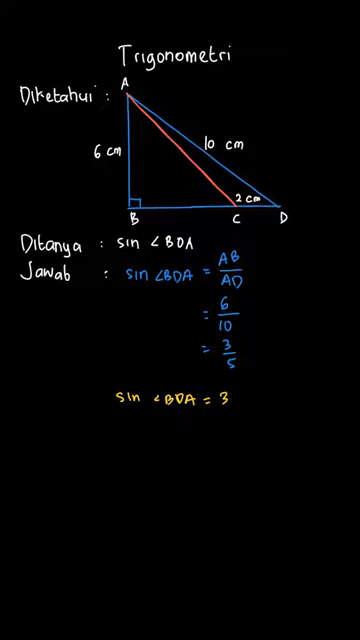 Trigonometri
Diketahui :
A
6 cm
10 cm
2 cm
B
C
D
Ditanya : sin ∠BDA
Jawab : sin ∠BDA = AB/AD
= 6/10
= 3/5
sin ∠BDA = 3